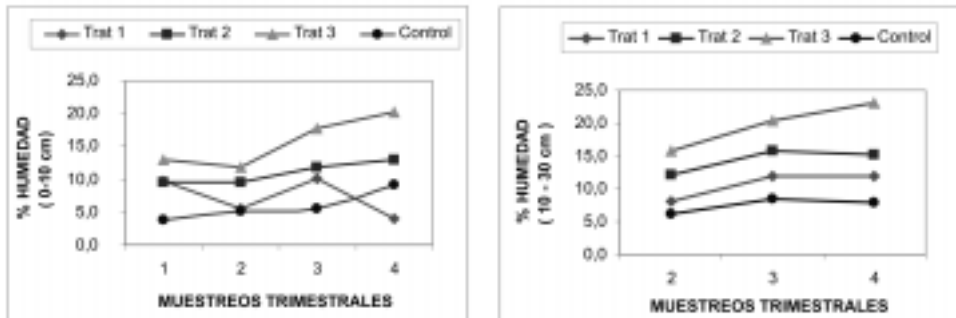 Trat 1 Trat 2 Trat 3 Control
25,0
20,0
15,0
10,0
5,0
0,0
% HUMEDAD
( 0-10 cm)
1 2 3 4
MUESTREOS TRIMESTRALES
Trat 1 Trat 2 Trat 3 Control
25,0
20,0
15,0
10,0
5,0
0,0
% HUMEDAD
( 10 - 30 cm )
2 3 4
MUESTREOS TRIMESTRALES